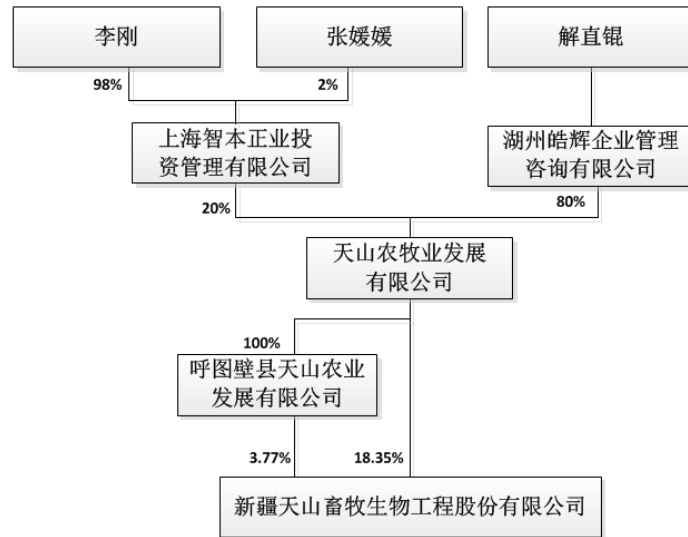 李刚
张媛媛
解直锟
98%
2%
上海智本正业投
资管理有限公司
湖州皓辉企业管理
咨询有限公司
20%
80%
天山农牧业发展
有限公司
100%
呼图壁县天山农业
发展有限公司
3.77%
18.35%
新疆天山畜牧生物工程股份有限公司